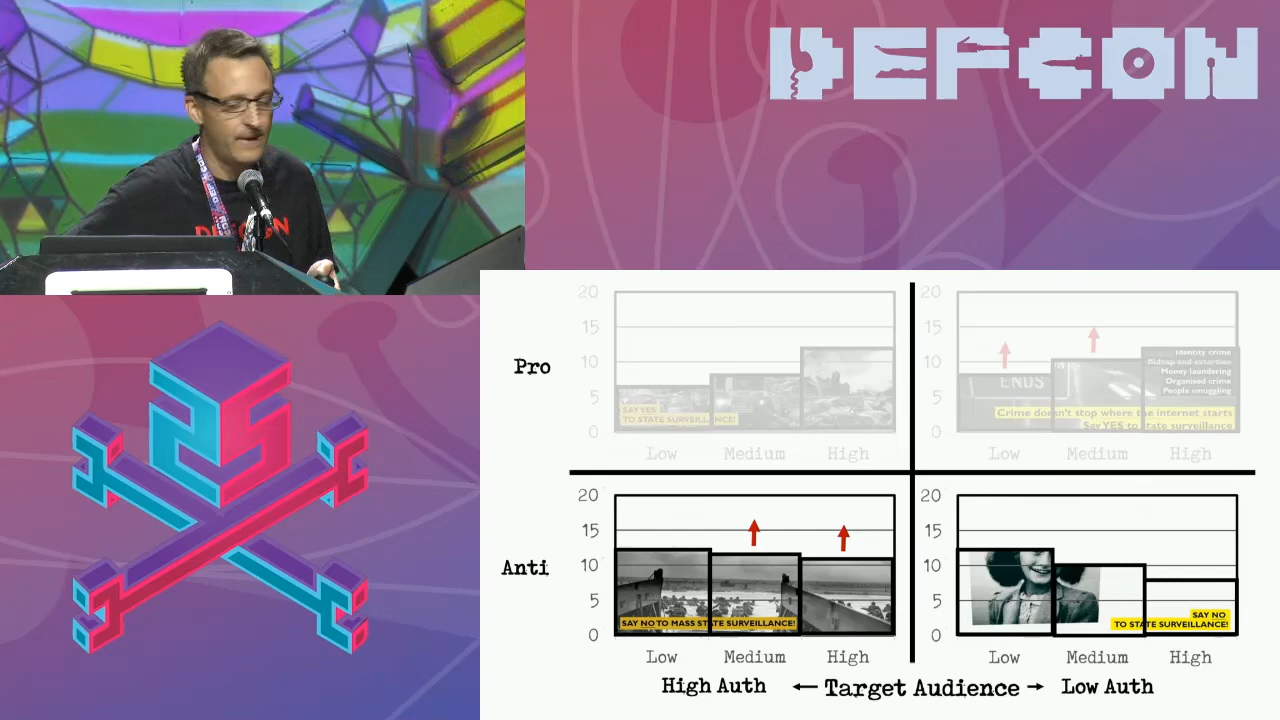 DEFCON
DEFCON
Pro
20
15
10
5
0
SAY YES
TO STATE SURVEILLANCE!
Low Medium High
20
15
10
5
0
ENDS
Identity crime
Kidnap and extortion
Money laundering
Organised crime
People smuggling
Crime doesn't stop where the internet starts
Say YES to state surveillance
Low Medium High
Anti
20
15
10
5
0
SAY NO TO MASS STATE SURVEILLANCE!
Low Medium High
20
15
10
5
0
SAY NO
TO STATE SURVEILLANCE!
Low Medium High
High Auth ← Target Audience → Low Auth